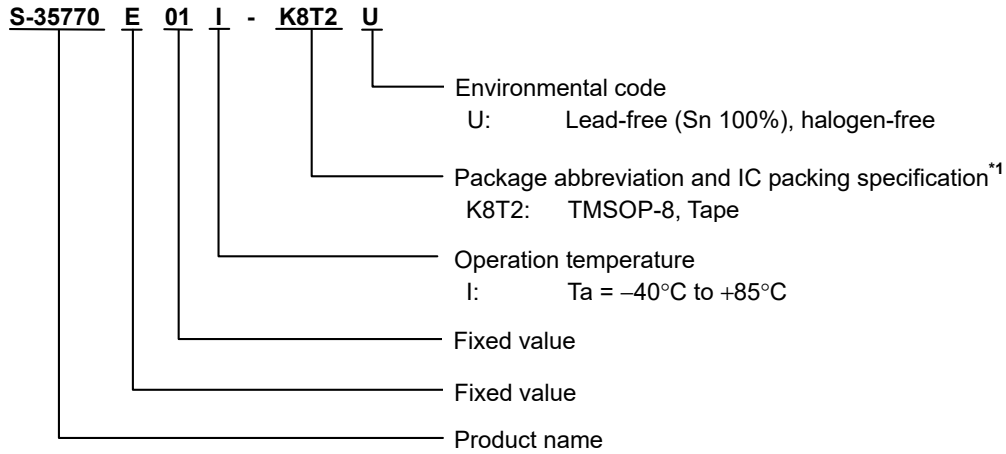 S-35770 E 01 I - K8T2 U
Environmental code
U: Lead-free (Sn 100%), halogen-free
Package abbreviation and IC packing specification*1
K8T2: TMSOP-8, Tape
Operation temperature
I: Ta = −40°C to +85°C
Fixed value
Fixed value
Product name